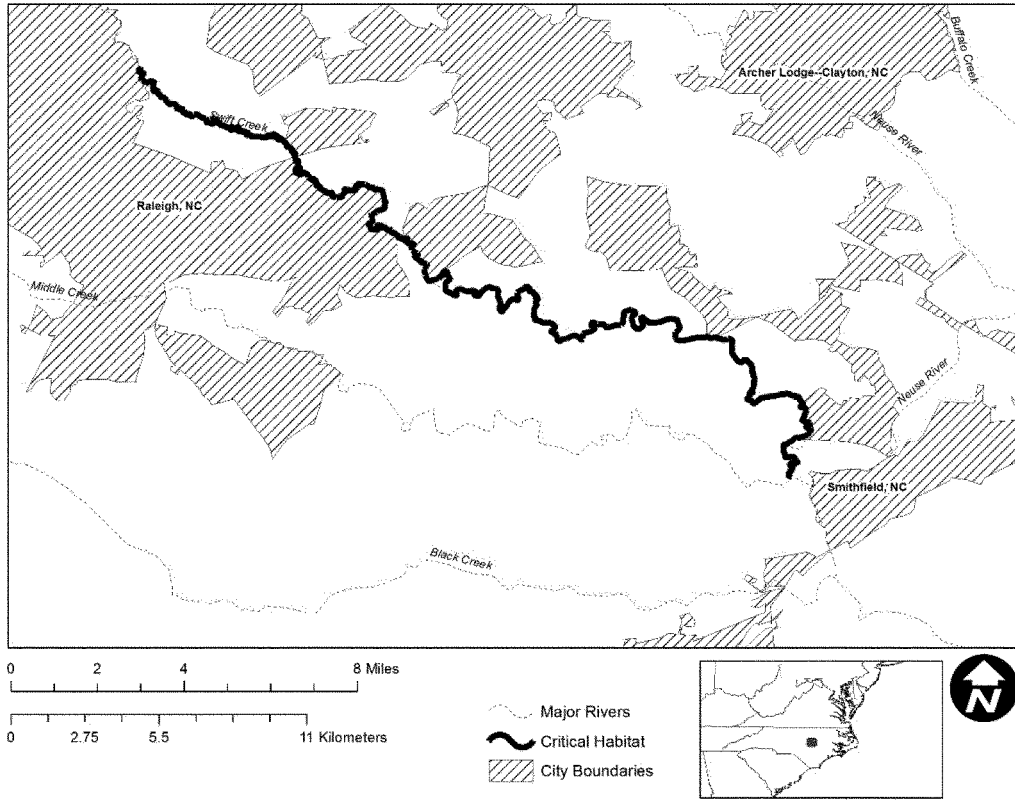 Buffalo Creek
Archer Lodge--Clayton, NC
Neuse River
Swift Creek
Raleigh, NC
Middle Creek
Neuse River
Smithfield, NC
Black Creek
0 2 4 8 Miles
0 2.75 5.5 11 Kilometers
Major Rivers
Critical Habitat
City Boundaries
N